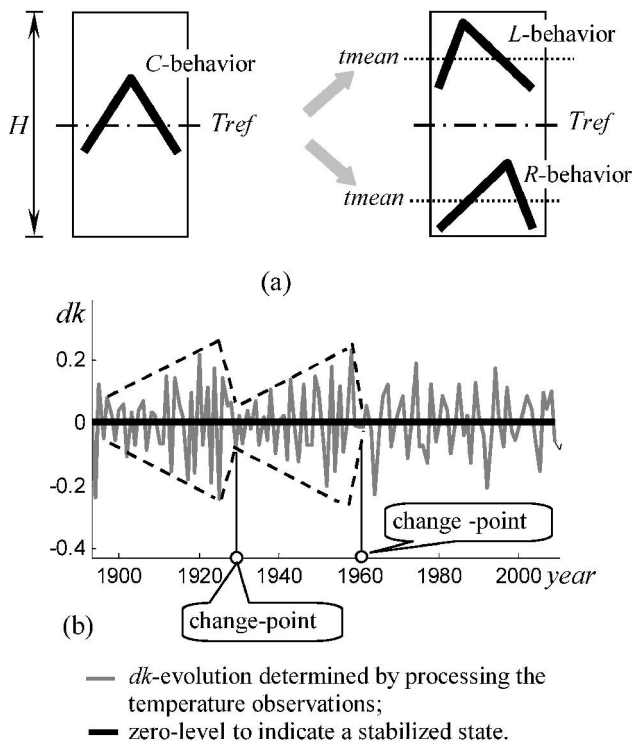 H
C-behavior
Tref
tmean
L-behavior
Tref
tmean
R-behavior
(a)
dk
0.2
0
-0.2
-0.4
1900 1920 1940 1960 1980 2000 year
change -point
change-point
(b)
dk-evolution determined by processing the
temperature observations;
zero-level to indicate a stabilized state.